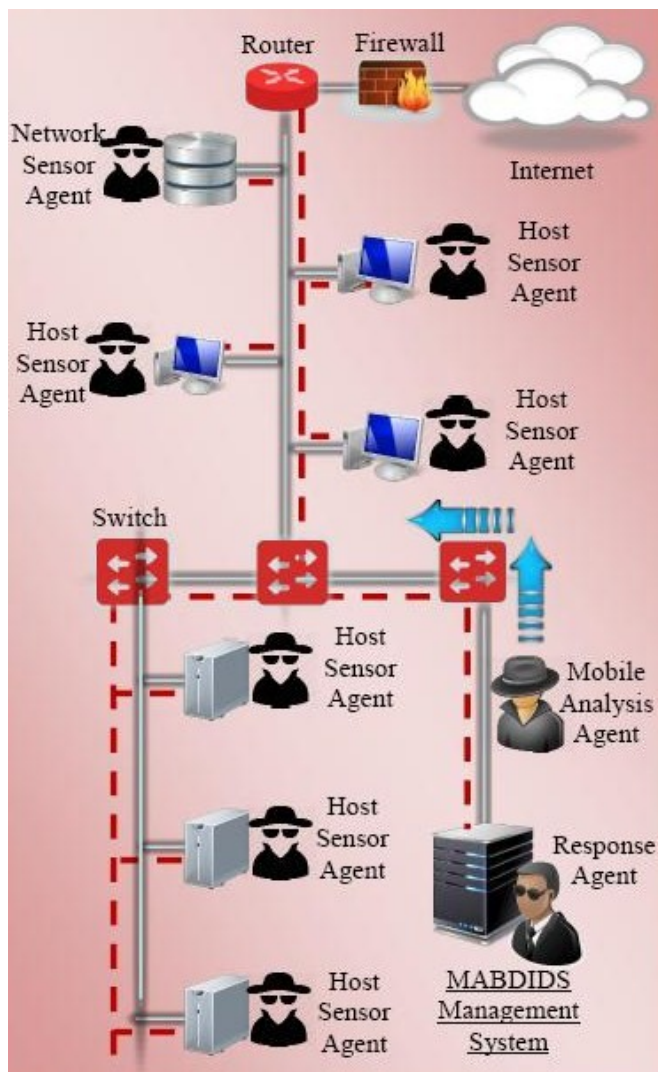 Router
Firewall
Internet
Network
Sensor
Agent
Host
Sensor
Agent
Host
Sensor
Agent
Host
Sensor
Agent
Switch
Host
Sensor
Agent
Mobile
Analysis
Agent
Host
Sensor
Agent
Response
Agent
MABDIDS
Management
System
Host
Sensor
Agent